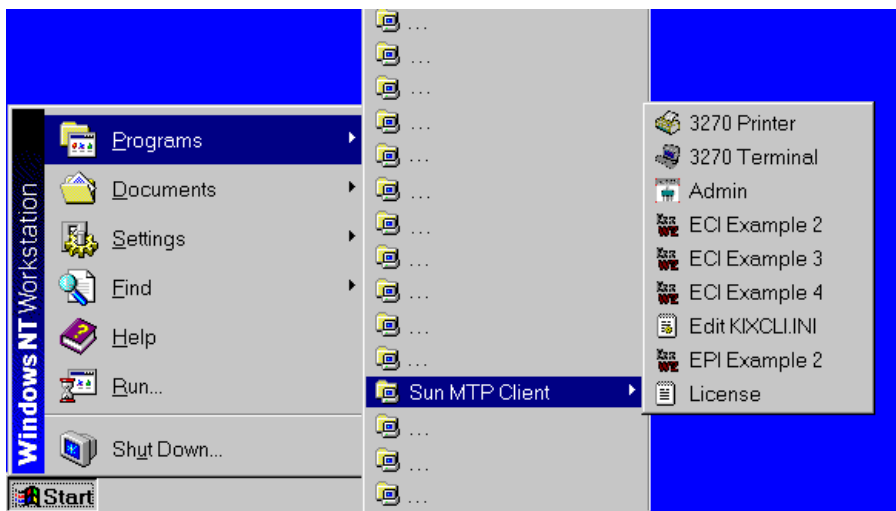 Programs
Documents
Settings
Find
Help
Run...
Shut Down...
Windows NT Workstation
Start
...
...
...
...
...
...
...
...
...
...
...
Sun MTP Client
...
...
...
3270 Printer
3270 Terminal
Admin
ECI Example 2
ECI Example 3
ECI Example 4
Edit KIXCLI.INI
EPI Example 2
License